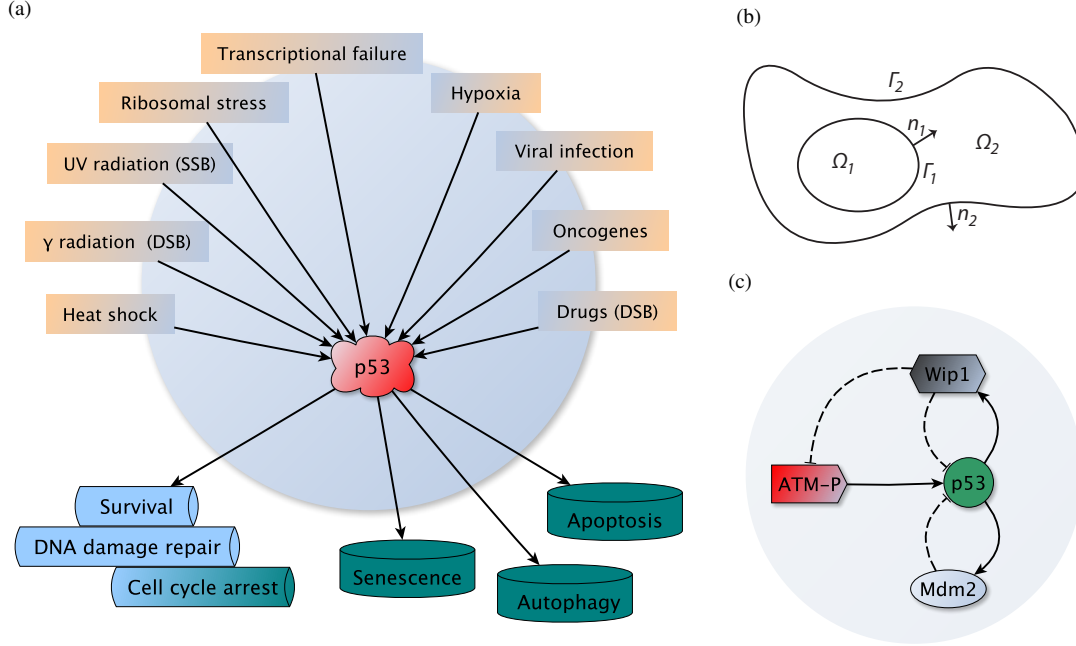 (a)
Transcriptional failure
Ribosomal stress
Hypoxia
UV radiation (SSB)
Viral infection
γ radiation (DSB)
Oncogenes
Heat shock
Drugs (DSB)
p53
Survival
DNA damage repair
Cell cycle arrest
Senescence
Autophagy
Apoptosis
(b)
Γ2
n1
Ω1
Γ1
Ω2
n2
(c)
Wip1
ATM-P
p53
Mdm2